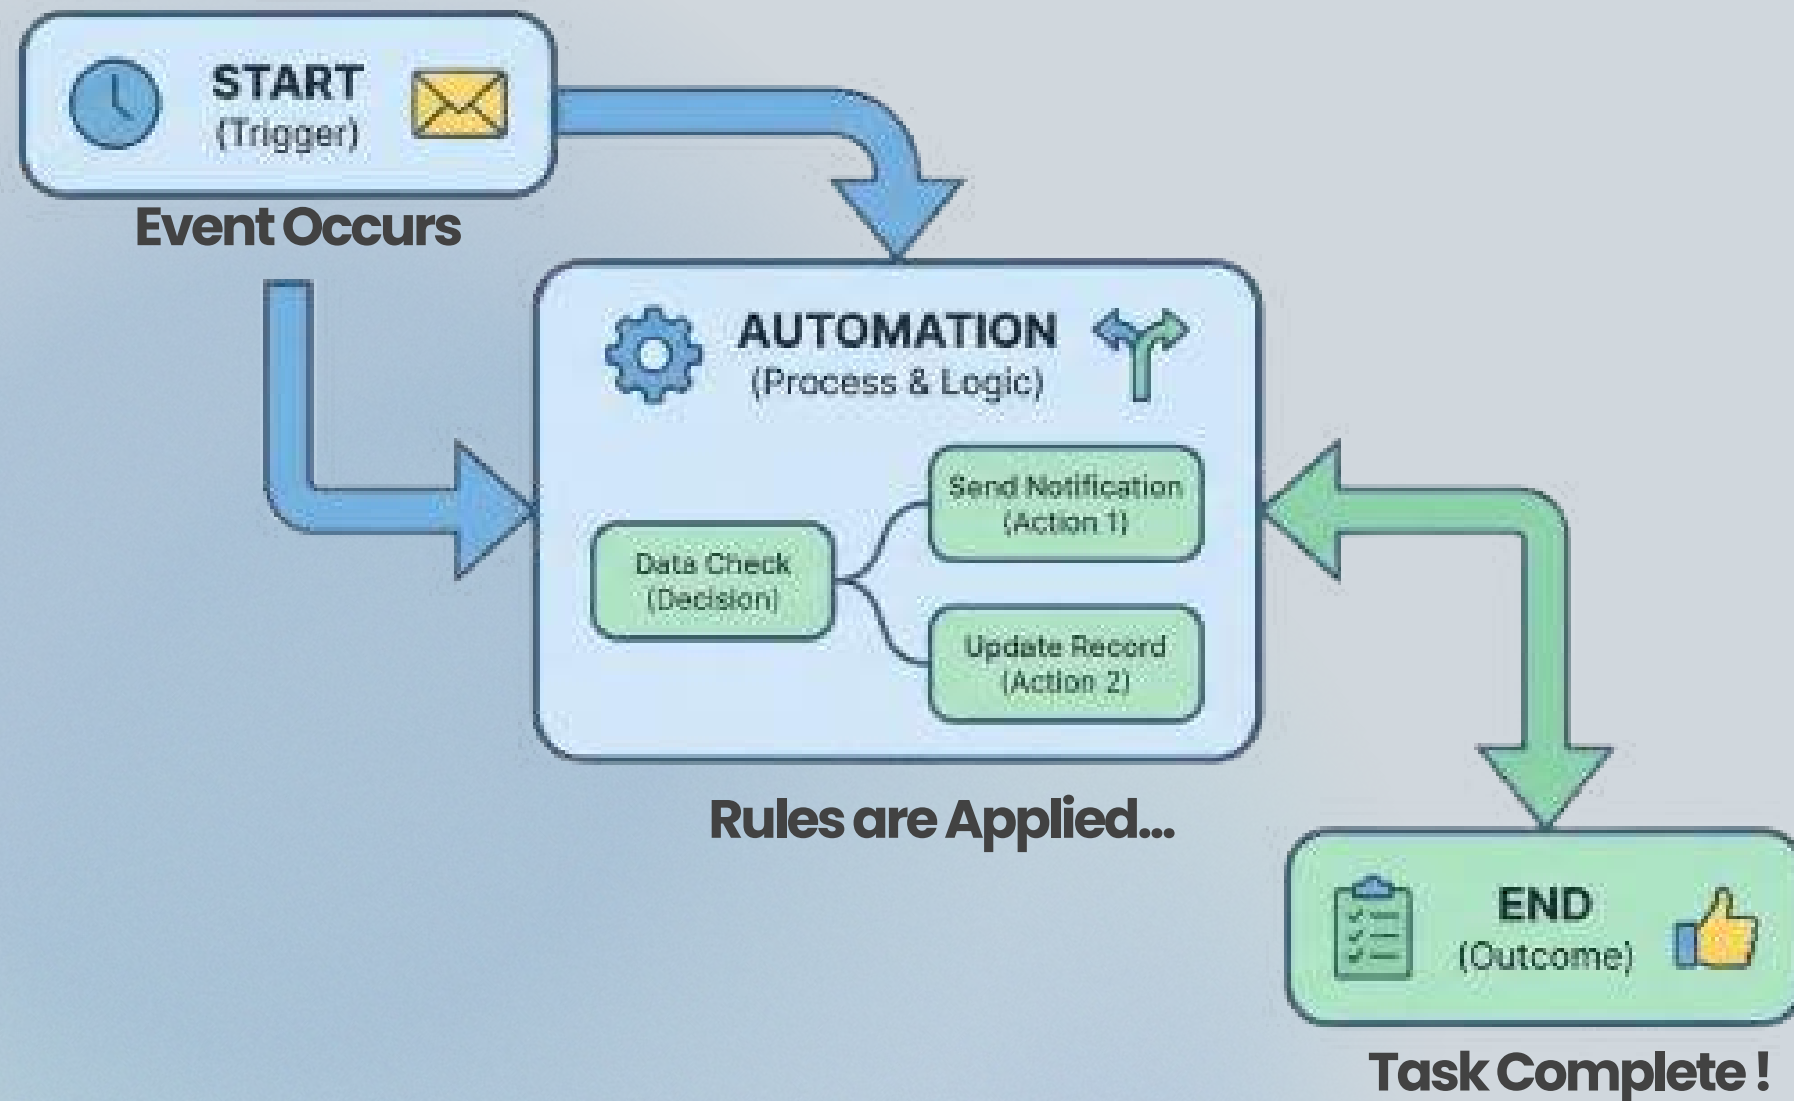 START
(Trigger)
Event Occurs
AUTOMATION
(Process & Logic)
Send Notification
(Action 1)
Data Check
(Decision)
Update Record
(Action 2)
Rules are Applied...
END
(Outcome)
Task Complete !